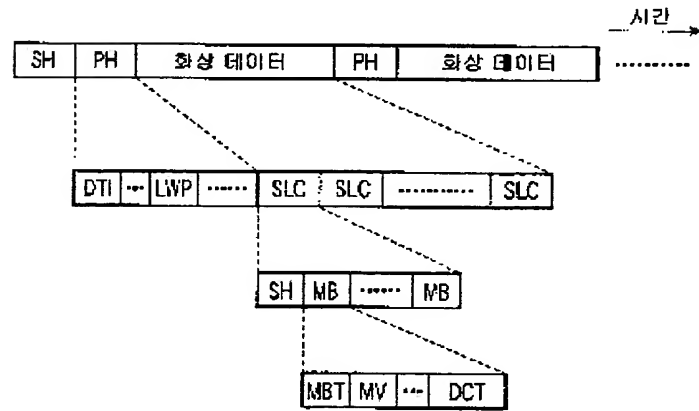 시간
SH PH 화상 데이터 PH 화상 데이터 ...........
DTI ... LWP ...... SLC SLC ........... SLC
SH MB ...... MB
MBT MV ... DCT